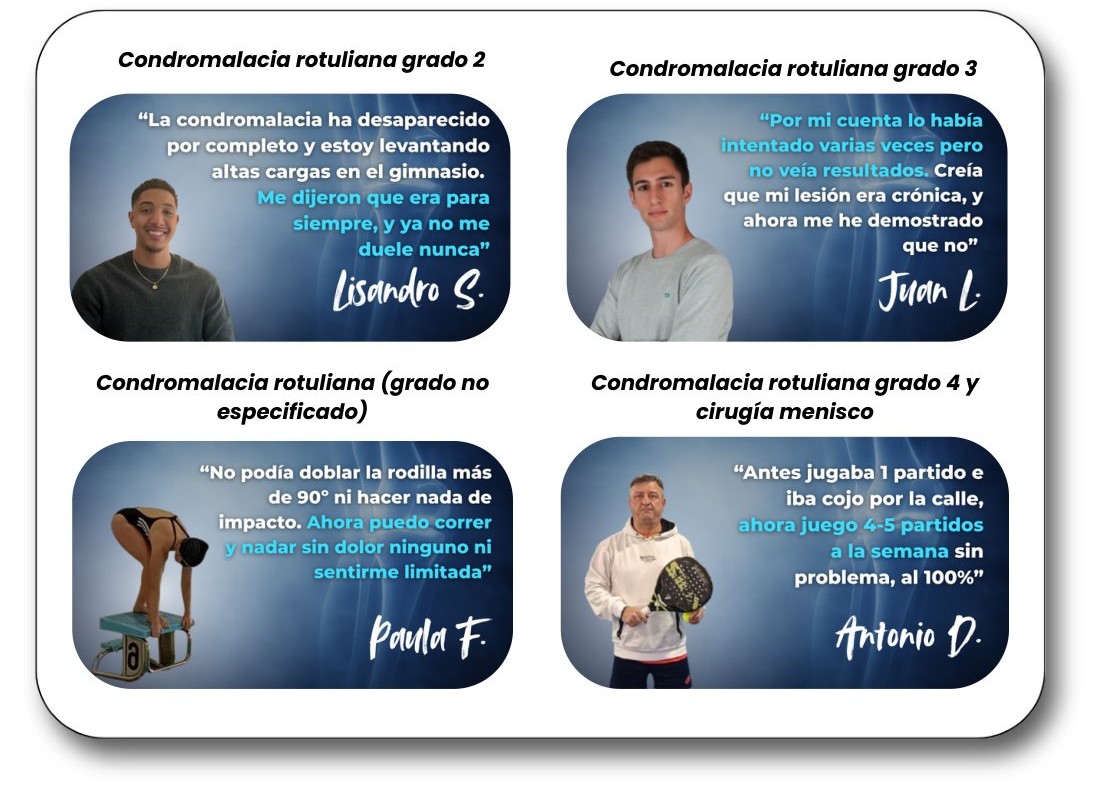 Condromalacia rotuliana grado 2
“La condromalacia ha desaparecido
por completo y estoy levantando
altas cargas en el gimnasio.
Me dijeron que era para
siempre, y ya no me
duele nunca”
Lisandro S.
Condromalacia rotuliana grado 3
“Por mi cuenta lo había
intentado varias veces pero
no veía resultados. Creía
que mi lesión era crónica, y
ahora me he demostrado
que no”
Juan L.
Condromalacia rotuliana (grado no
especificado)
“No podía doblar la rodilla más
de 90º ni hacer nada de
impacto. Ahora puedo correr
y nadar sin dolor ninguno ni
sentirme limitada”
Paula F.
Condromalacia rotuliana grado 4 y
cirugía menisco
“Antes jugaba 1 partido e
iba cojo por la calle,
ahora juego 4-5 partidos
a la semana sin
problema, al 100%”
Antonio D.